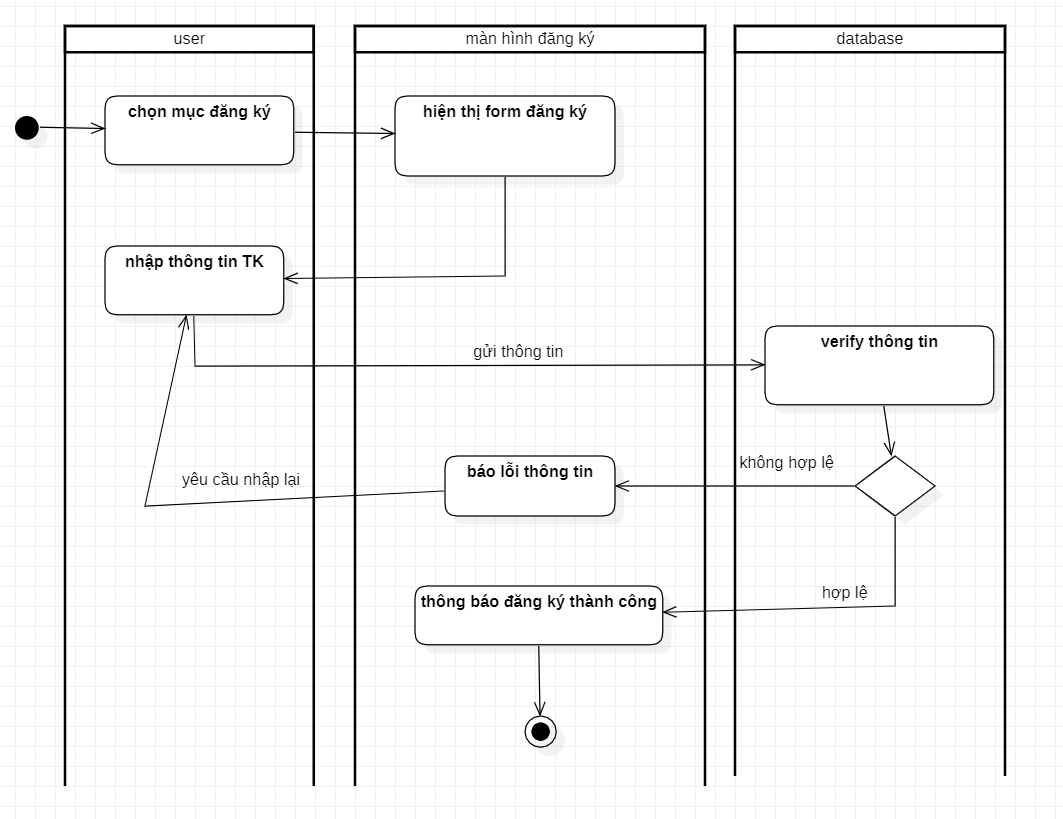 user
màn hình đăng ký
database
chọn mục đăng ký
hiện thị form đăng ký
nhập thông tin TK
verify thông tin
gửi thông tin
không hợp lệ
báo lỗi thông tin
yêu cầu nhập lại
hợp lệ
thông báo đăng ký thành công